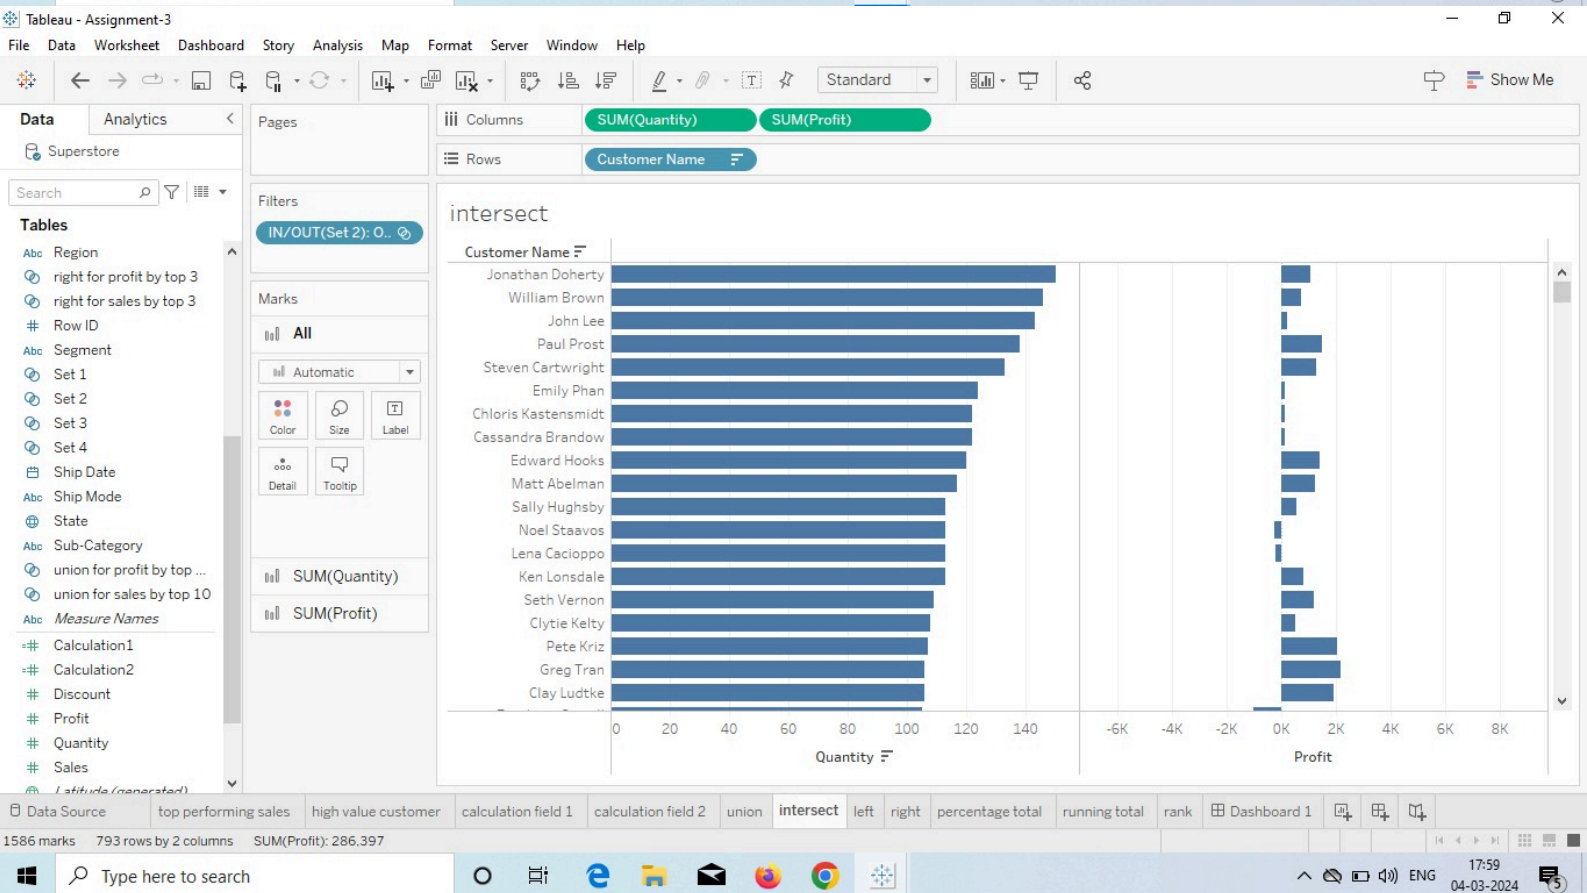 Tableau - Assignment-3
File Data Worksheet Dashboard Story Analysis Map Format Server Window Help
Standard
Show Me
Data
Analytics
Superstore
Search
Tables
Abc Region
right for profit by top 3
right for sales by top 3
# Row ID
Abc Segment
Set 1
Set 2
Set 3
Set 4
Ship Date
Abc Ship Mode
State
Abc Sub-Category
union for profit by top ...
union for sales by top 10
Abc Measure Names
=# Calculation1
=# Calculation2
# Discount
# Profit
# Quantity
# Sales
Latitude (generated)
Pages
Filters
IN/OUT(Set 2): O..
Marks
All
Automatic
Color
Size
Label
Detail
Tooltip
SUM(Quantity)
SUM(Profit)
Columns
SUM(Quantity)
SUM(Profit)
Rows
Customer Name
intersect
Customer Name
Jonathan Doherty
William Brown
John Lee
Paul Prost
Steven Cartwright
Emily Phan
Chloris Kastensmidt
Cassandra Brandow
Edward Hooks
Matt Abelman
Sally Hughsby
Noel Staavos
Lena Cacioppo
Ken Lonsdale
Seth Vernon
Clytie Kelty
Pete Kriz
Greg Tran
Clay Ludtke
0 20 40 60 80 100 120 140
-6K -4K -2K 0K 2K 4K 6K 8K
Quantity
Profit
Data Source
top performing sales
high value customer
calculation field 1
calculation field 2
union
intersect
left
right
percentage total
running total
rank
Dashboard 1
1586 marks 793 rows by 2 columns SUM(Profit): 286,397
Type here to search
ENG
17:59
04-03-2024
5